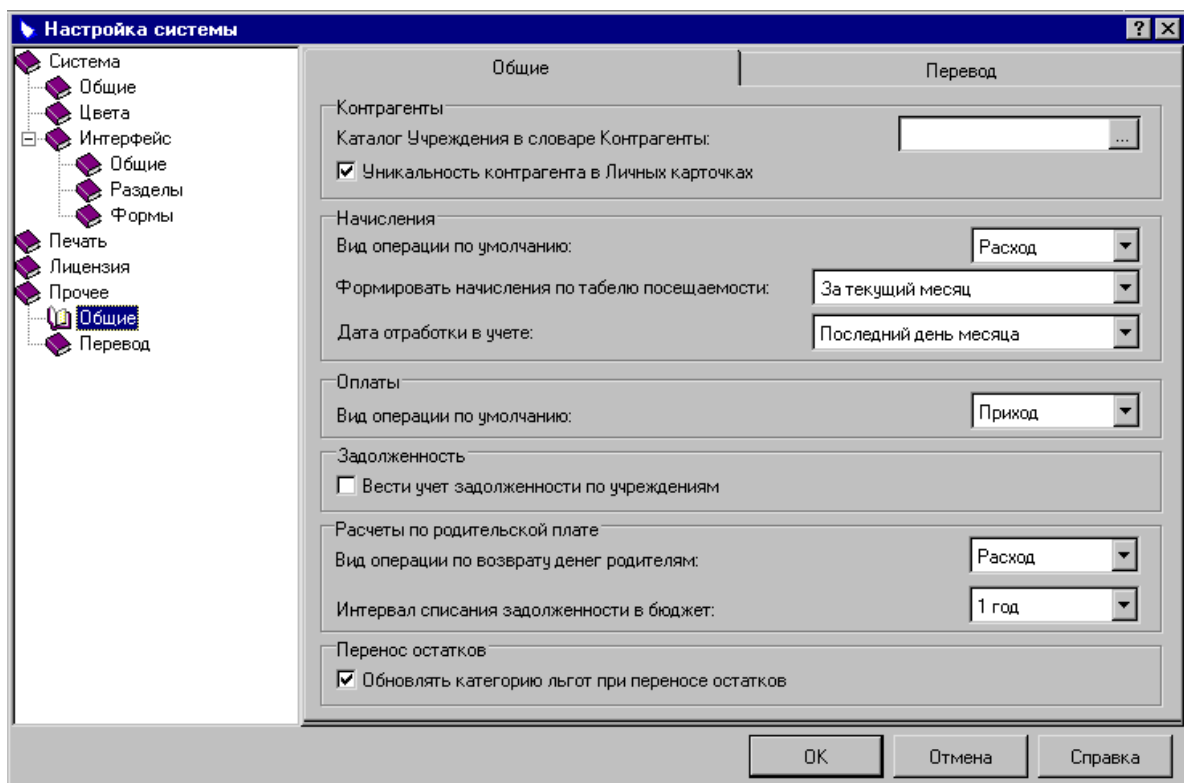 Настройка системы
Система
Общие
Цвета
Интерфейс
Общие
Разделы
Формы
Печать
Лицензия
Прочее
Общие
Перевод
Общие
Перевод
Контрагенты
Каталог Учреждения в словаре Контрагенты: ...
Уникальность контрагента в Личных карточках
Начисления
Вид операции по умолчанию: Расход
Формировать начисления по табелю посещаемости: За текущий месяц
Дата отработки в учете: Последний день месяца
Оплаты
Вид операции по умолчанию: Приход
Задолженность
Вести учет задолженности по учреждениям
Расчеты по родительской плате
Вид операции по возврату денег родителям: Расход
Интервал списания задолженности в бюджет: 1 год
Перенос остатков
Обновлять категорию льгот при переносе остатков
OK Отмена Справка